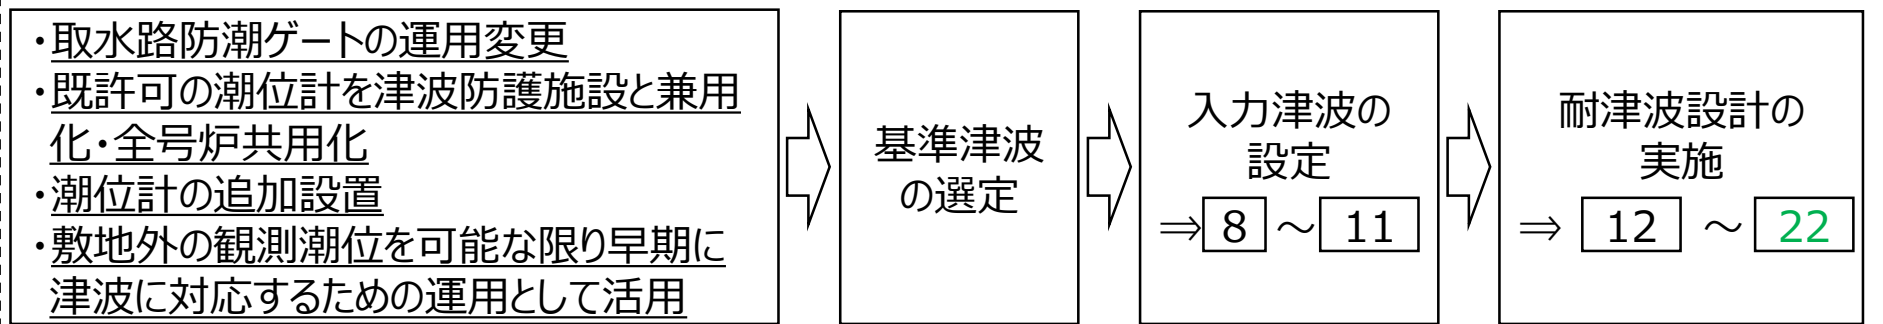 ・取水路防潮ゲートの運用変更
・既許可の潮位計を津波防護施設と兼用
化・全号炉共用化
・潮位計の追加設置
・敷地外の観測潮位を可能な限り早期に
津波に対応するための運用として活用
基準津波
の選定
入力津波の
設定
⇒ 8 ～ 11
耐津波設計の
実施
⇒ 12 ～ 22